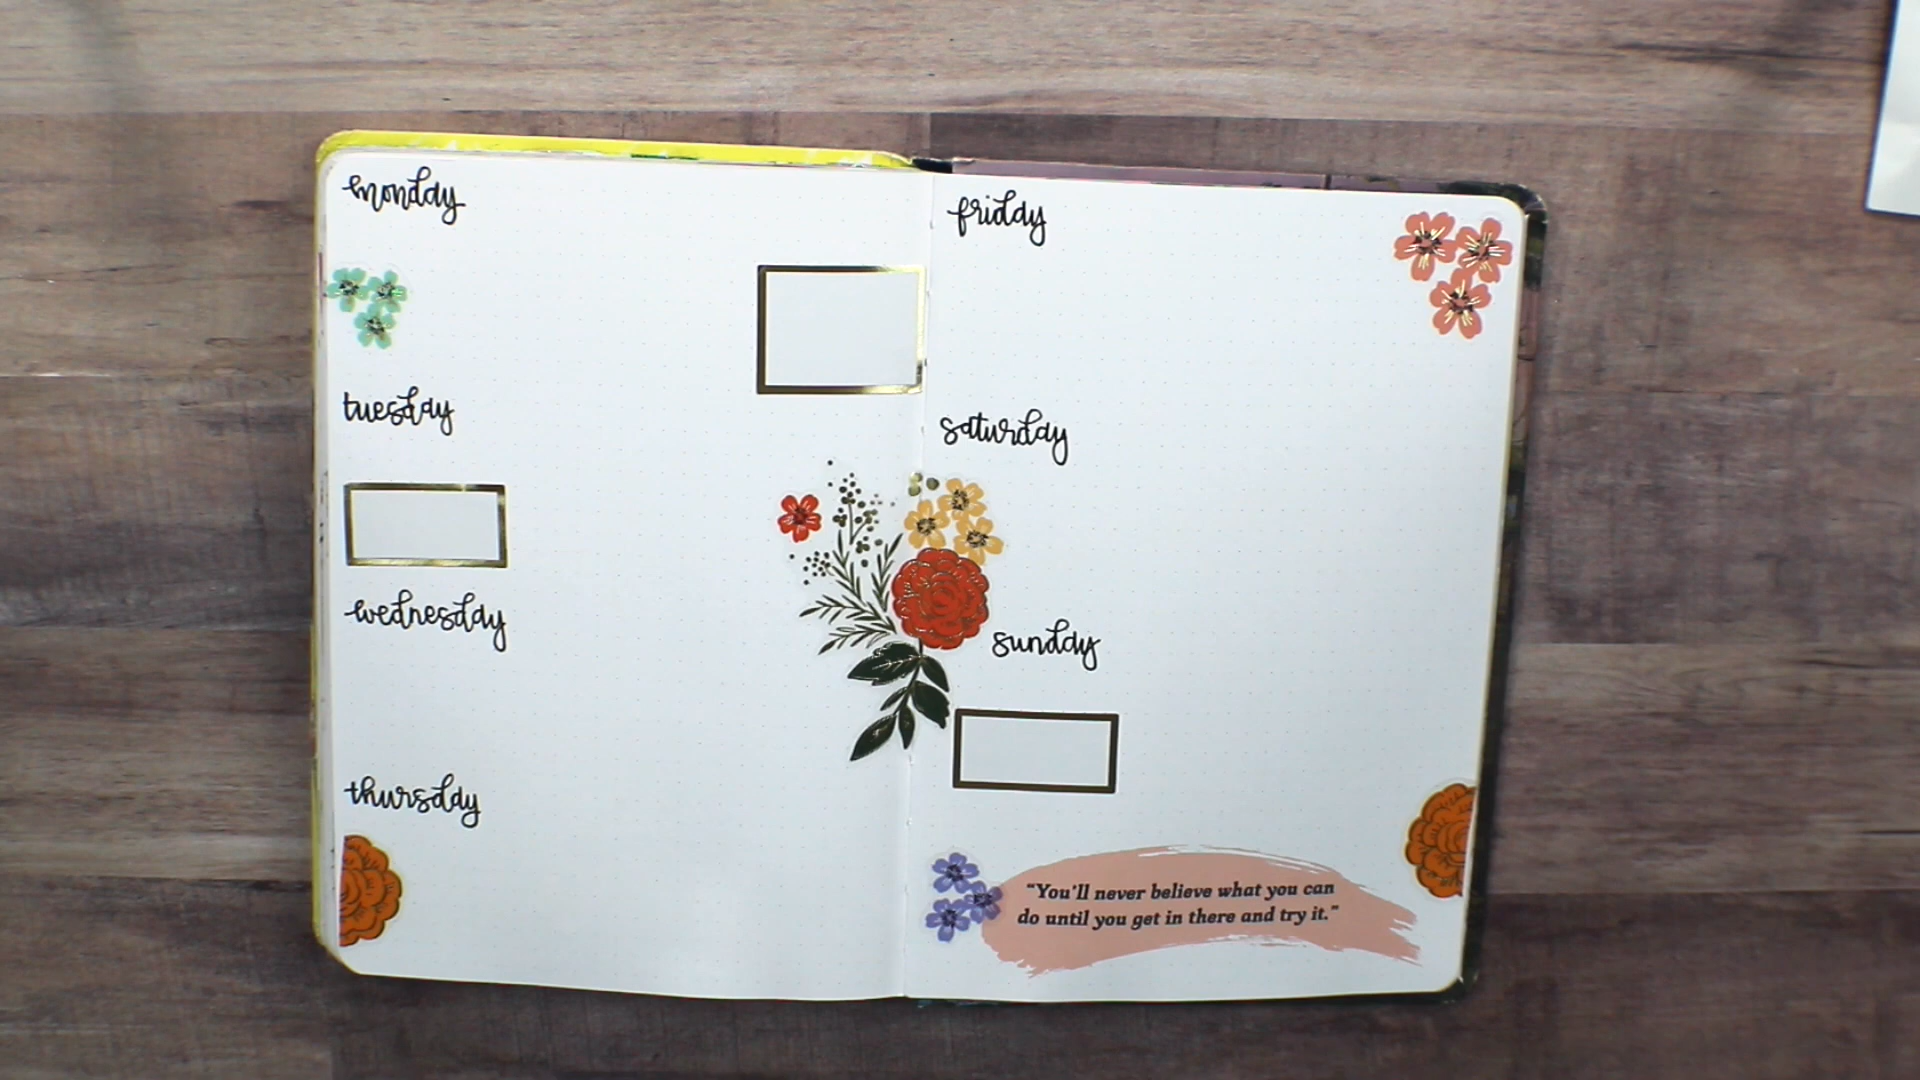 monday
tuesday
wednesday
thursday
friday
saturday
sunday
“You’ll never believe what you can
do until you get in there and try it.”